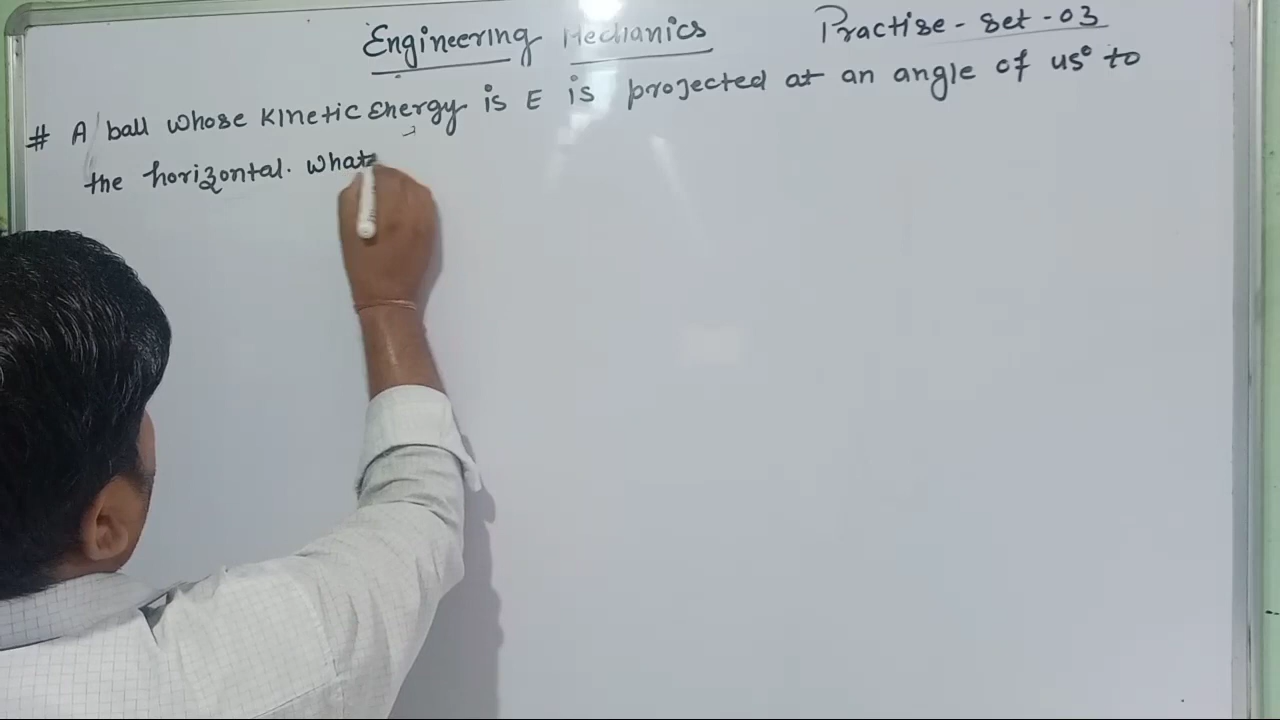 Engineering Mechanics
Practise - Set - 03
# A ball whose Kinetic Energy is E is projected at an angle of 45° to
the horizontal. What